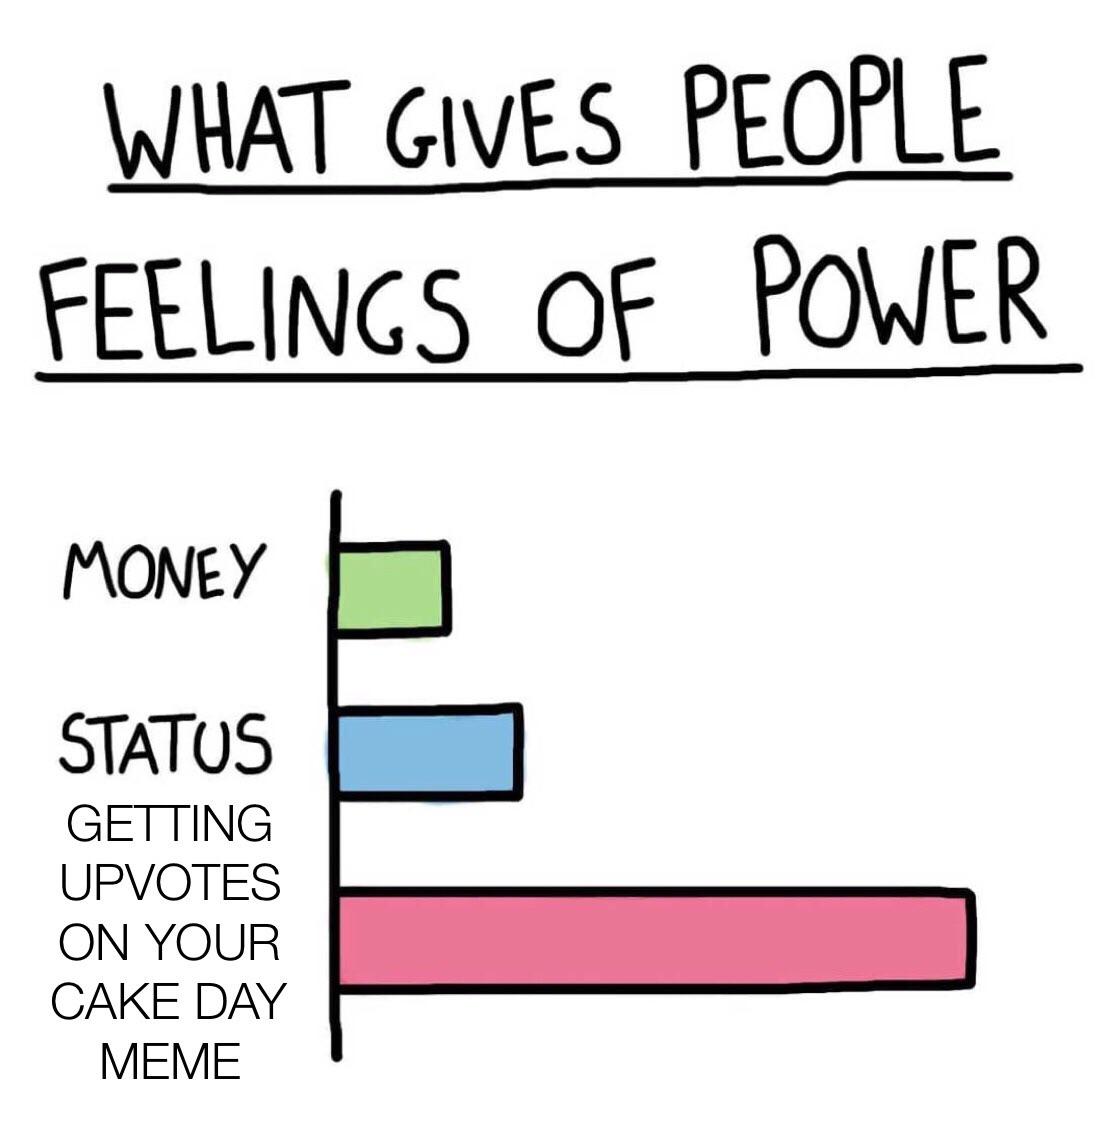 WHAT GIVES PEOPLE
FEELINGS OF POWER
MONEY
STATUS
GETTING
UPVOTES
ON YOUR
CAKE DAY
MEME